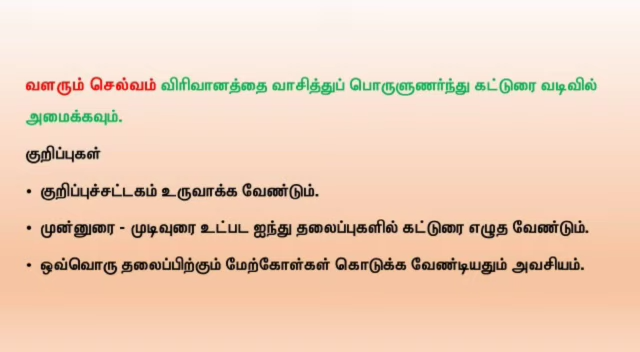 வளரும் செல்வம் விரிவானத்தை வாசித்துப் பொருளுணர்ந்து கட்டுரை வடிவில்
அமைக்கவும்.
குறிப்புகள்
• குறிப்புச்சட்டகம் உருவாக்க வேண்டும்.
• முன்னுரை - முடிவுரை உட்பட ஐந்து தலைப்புகளில் கட்டுரை எழுத வேண்டும்.
• ஒவ்வொரு தலைப்பிற்கும் மேற்கோள்கள் கொடுக்க வேண்டியதும் அவசியம்.